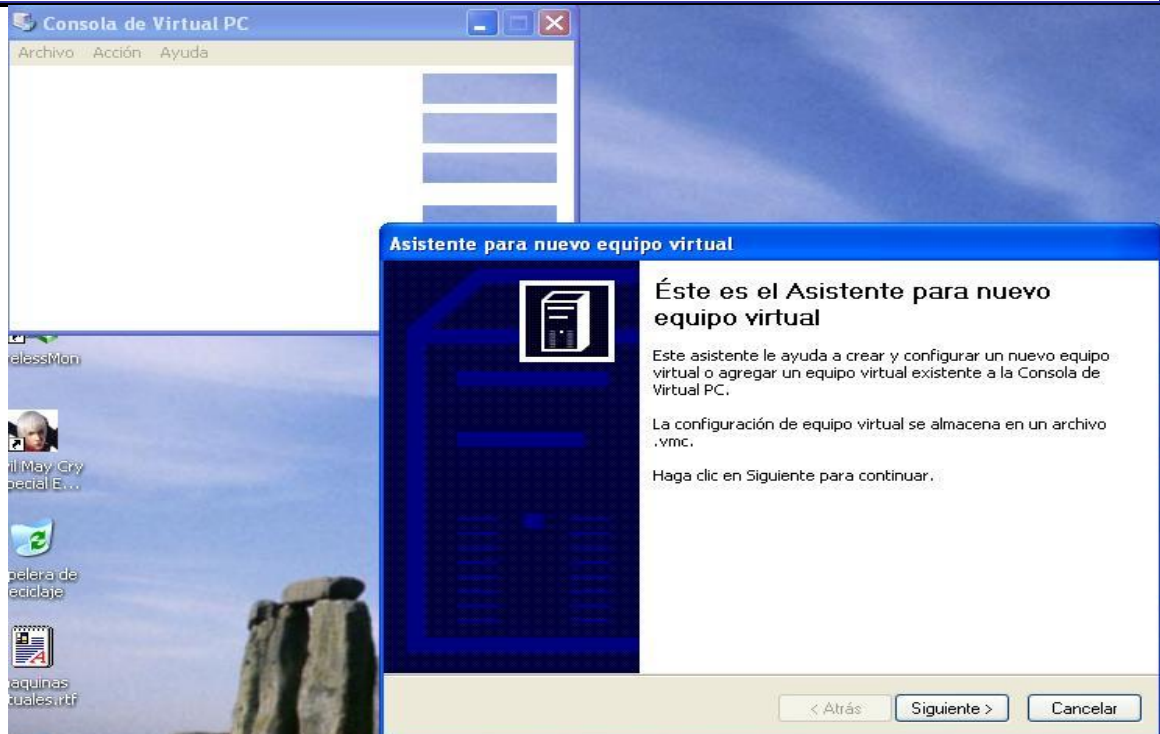 Consola de Virtual PC
Archivo Acción Ayuda
Asistente para nuevo equipo virtual
Éste es el Asistente para nuevo
equipo virtual
Este asistente le ayuda a crear y configurar un nuevo equipo
virtual o agregar un equipo virtual existente a la Consola de
Virtual PC.
La configuración de equipo virtual se almacena en un archivo
.vmc.
Haga clic en Siguiente para continuar.
elessMon
il May Cry
pecial E...
pelera de
eciclaje
aquinas
tuales.rtf
< Atrás Siguiente > Cancelar